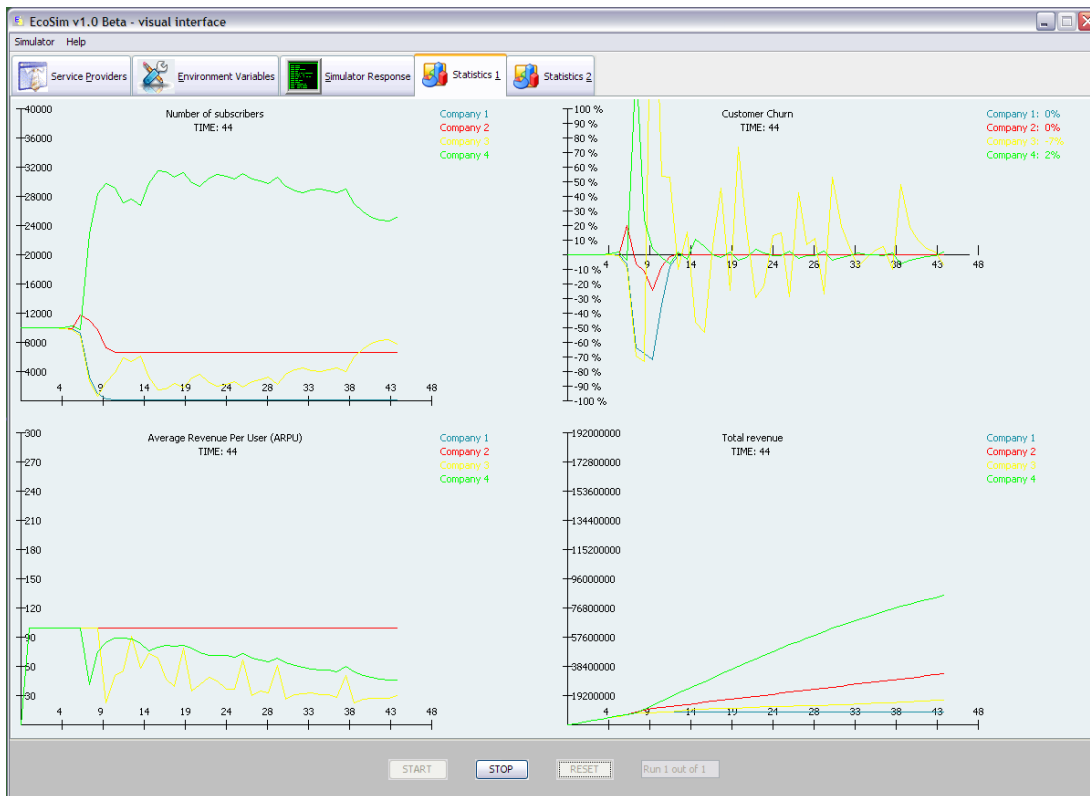 EcoSim v1.0 Beta - visual interface
Simulator Help
Service Providers Environment Variables Simulator Response Statistics 1 Statistics 2
Number of subscribers
TIME: 44
Company 1
Company 2
Company 3
Company 4
40000
36000
32000
28000
24000
20000
16000
12000
8000
4000
4 9 14 19 24 29 33 38 43 48
Customer Churn
TIME: 44
Company 1: 0%
Company 2: 0%
Company 3: -7%
Company 4: 2%
100 %
90 %
80 %
70 %
60 %
50 %
40 %
30 %
20 %
10 %
-10 %
-20 %
-30 %
-40 %
-50 %
-60 %
-70 %
-80 %
-90 %
-100 %
4 9 14 19 24 29 33 38 43 48
Average Revenue Per User (ARPU)
TIME: 44
Company 1
Company 2
Company 3
Company 4
300
270
240
210
180
150
120
90
60
30
4 9 14 19 24 29 33 38 43 48
Total revenue
TIME: 44
Company 1
Company 2
Company 3
Company 4
192000000
172800000
153600000
134400000
115200000
96000000
76800000
57600000
38400000
19200000
4 9 14 19 24 29 33 38 43 48
START STOP RESET Run 1 out of 1